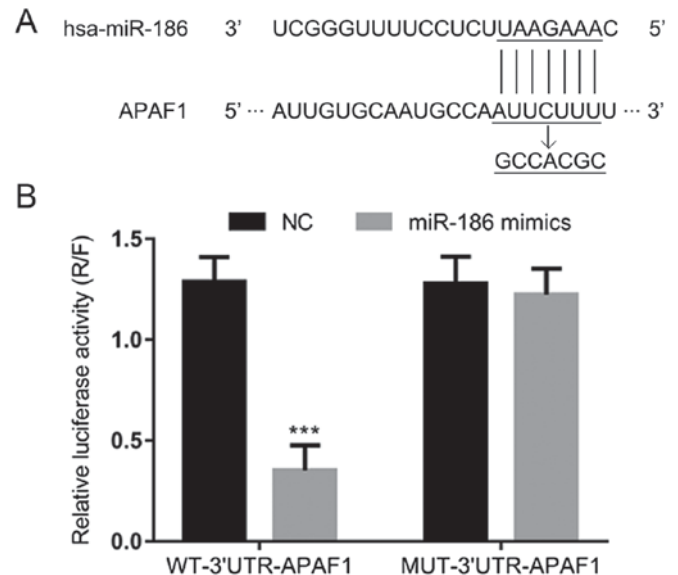 A
hsa-miR-186 3' UCGGGUUUUCCUCUUAAGAAAC 5'
APAF1 5' ··· AUUGUGCAAUGCCAAUUCUUUU ··· 3'
GCCACGC
B
NC miR-186 mimics
Relative luciferase activity (R/F)
1.5
1.0
0.5
0.0
***
WT-3'UTR-APAF1 MUT-3'UTR-APAF1